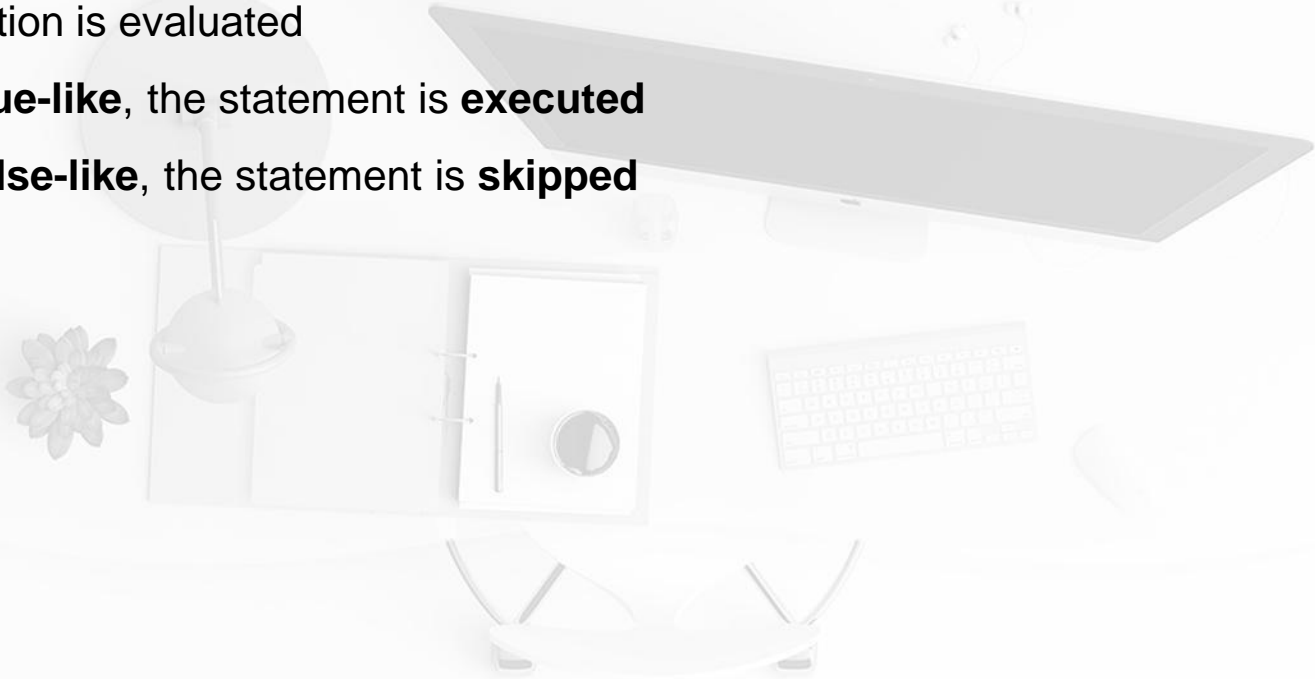 tion is evaluated
ue-like, the statement is executed
lse-like, the statement is skipped